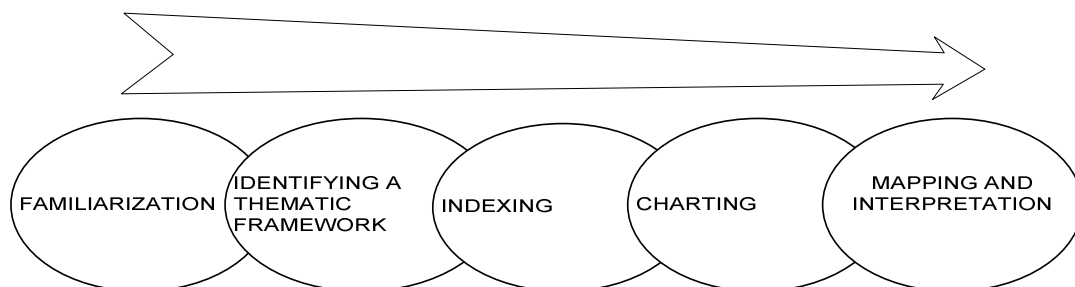 FAMILIARIZATION
IDENTIFYING A
THEMATIC
FRAMEWORK
INDEXING
CHARTING
MAPPING AND
INTERPRETATION